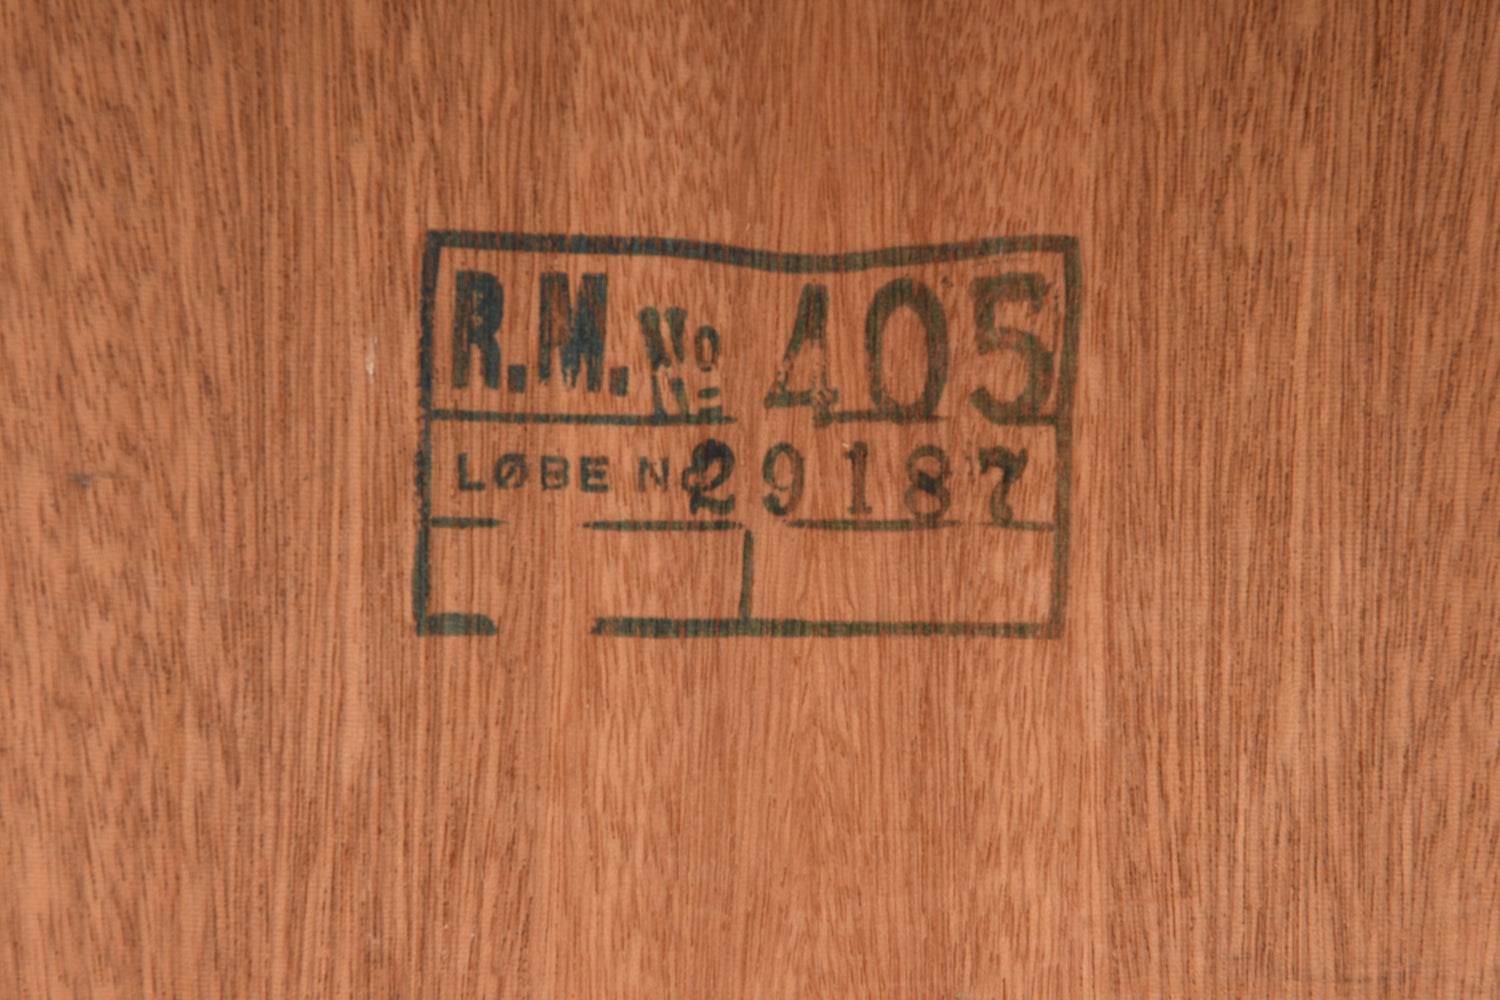 R.M. No 405
LØBE No 29187